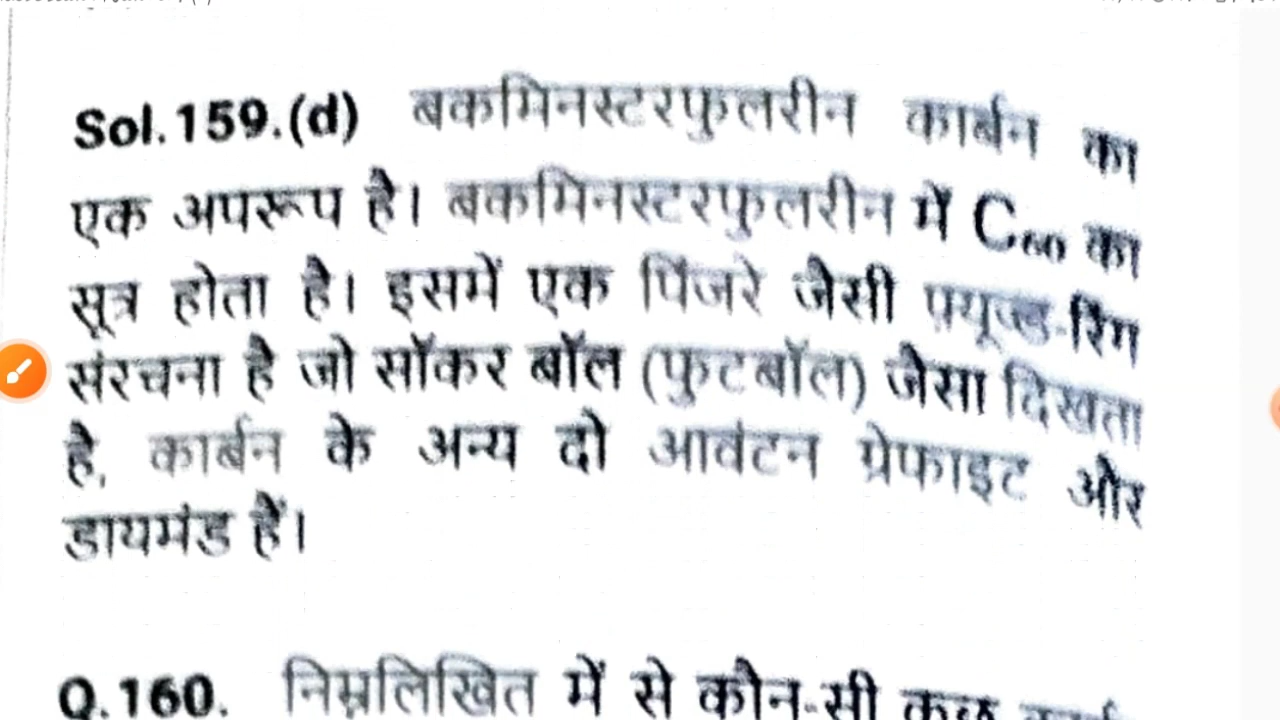 Sol.159.(d) बकमिनस्टरफुलरीन कार्बन का
एक अपरूप है। बकमिनस्टरफुलरीन में C₆₀ का
सूत्र होता है। इसमें एक पिंजरे जैसी फ़्यूज्ड-रिंग
संरचना है जो सॉकर बॉल (फुटबॉल) जैसा दिखता
है, कार्बन के अन्य दो आवंटन ग्रेफाइट और
डायमंड हैं।
Q.160. निम्नलिखित में से कौन-सी कुछ